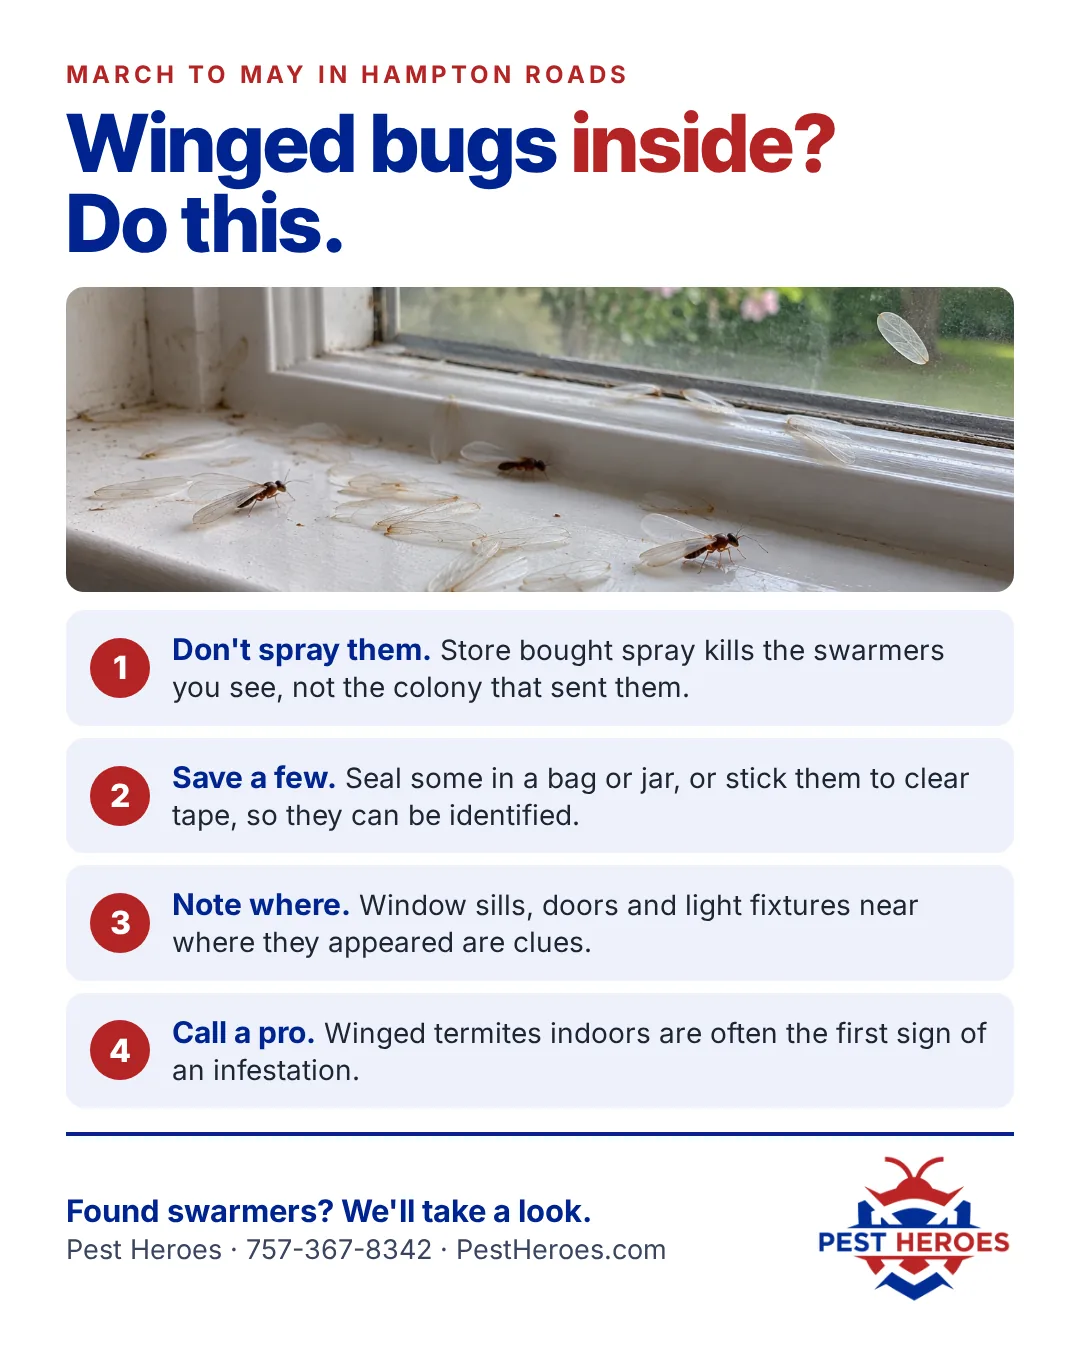 MARCH TO MAY IN HAMPTON ROADS
Winged bugs inside?
Do this.
1
Don't spray them. Store bought spray kills the swarmers
you see, not the colony that sent them.
2
Save a few. Seal some in a bag or jar, or stick them to clear
tape, so they can be identified.
3
Note where. Window sills, doors and light fixtures near
where they appeared are clues.
4
Call a pro. Winged termites indoors are often the first sign of
an infestation.
Found swarmers? We'll take a look.
Pest Heroes · 757-367-8342 · PestHeroes.com
PEST HEROES